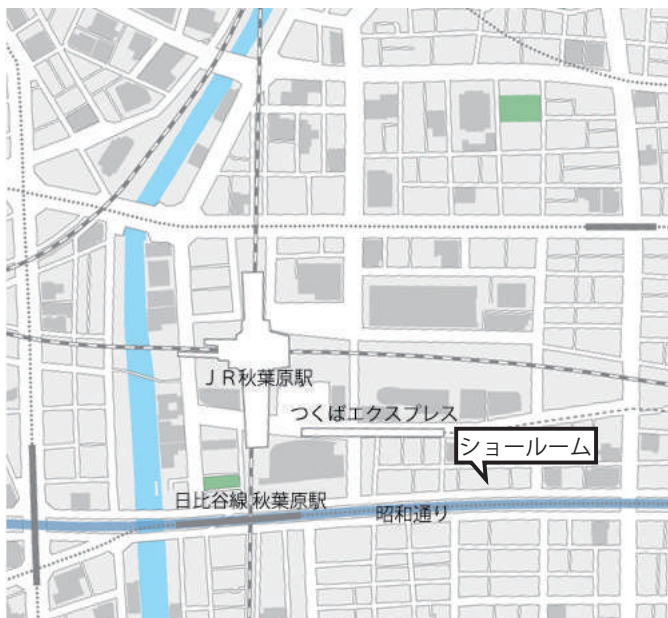 ＪＲ秋葉原駅
つくばエクスプレス
ショールーム
日比谷線 秋葉原駅
昭和通り